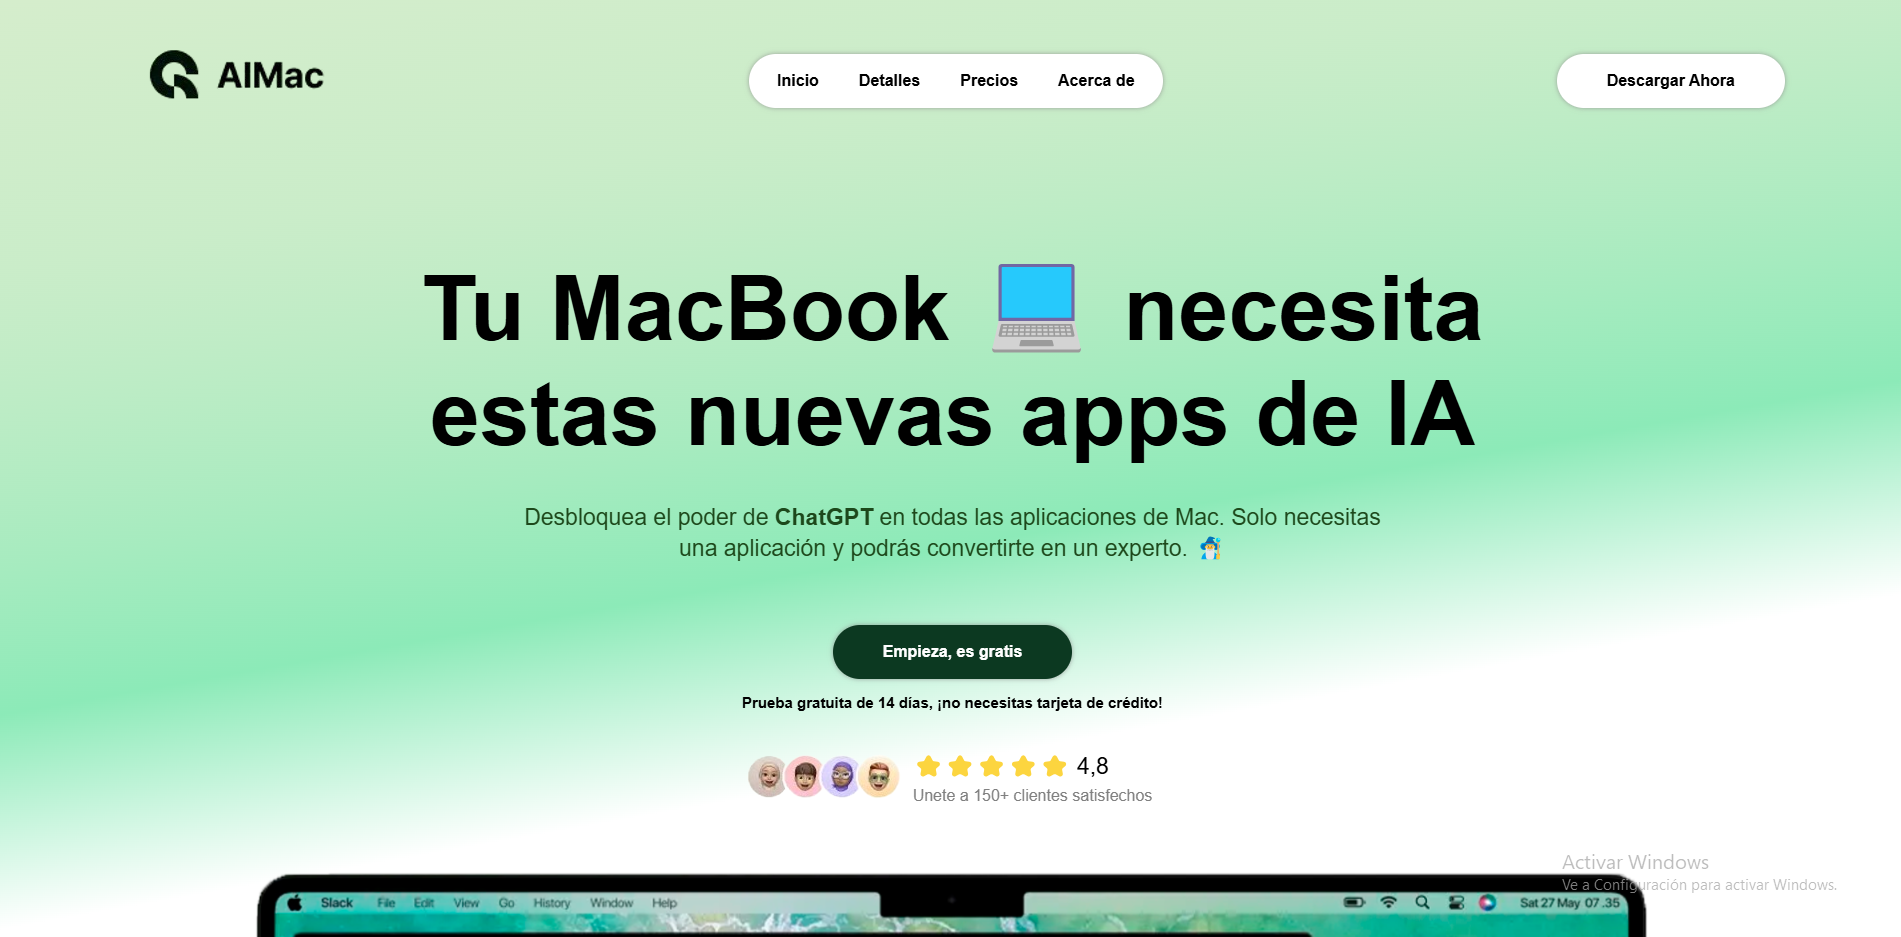 AIMac
Inicio Detalles Precios Acerca de
Descargar Ahora
Tu MacBook 💻 necesita
estas nuevas apps de IA
Desbloquea el poder de ChatGPT en todas las aplicaciones de Mac. Solo necesitas
una aplicación y podrás convertirte en un experto.
Empieza, es gratis
Prueba gratuita de 14 días, ¡no necesitas tarjeta de crédito!
4,8
Unete a 150+ clientes satisfechos
Activar Windows
Ve a Configuración para activar Windows.
Slack File Edit View Go History Window Help
Sat 27 May 07.35